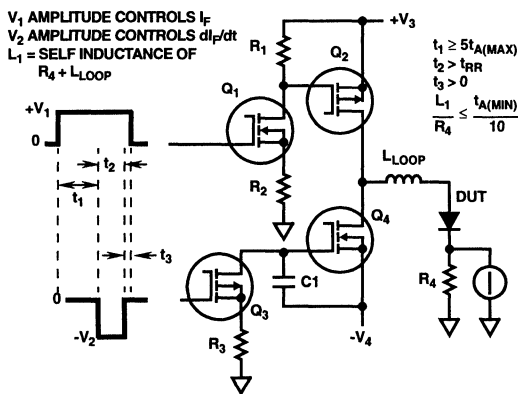 V1 AMPLITUDE CONTROLS IF
V2 AMPLITUDE CONTROLS dIF/dt
L1 = SELF INDUCTANCE OF
R4 + LLOOP
+V1
0
t2
t1
t3
0
-V2
R1
Q1
R2
Q2
+V3
Q3
R3
C1
Q4
-V4
LLOOP
DUT
R4
t1 ≥ 5tA(MAX)
t2 > tRR
t3 > 0
L1/R4 ≤ tA(MIN)/10